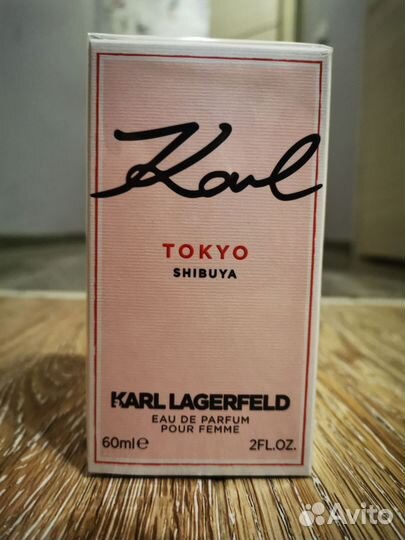 Karl
TOKYO
SHIBUYA
KARL LAGERFELD
EAU DE PARFUM
POUR FEMME
60ml℮ 2FL.OZ.
Avito